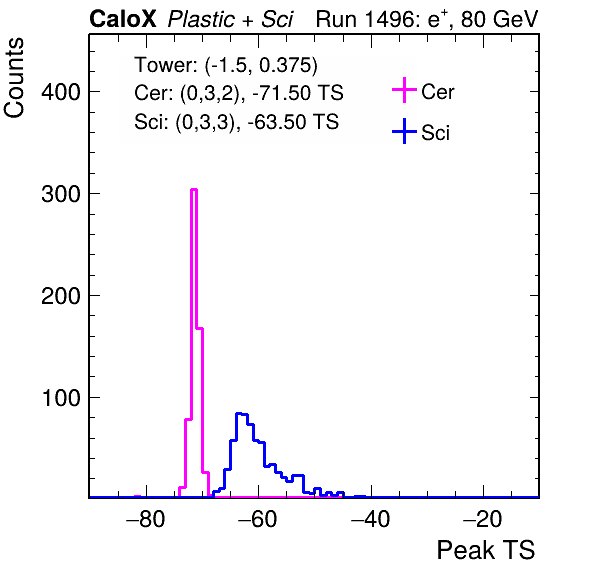 CaloX Plastic + Sci Run 1496: e⁺, 80 GeV
Counts
Tower: (-1.5, 0.375)
Cer: (0,3,2), -71.50 TS
Sci: (0,3,3), -63.50 TS
Cer
Sci
400
300
200
100
−80 −60 −40 −20
Peak TS